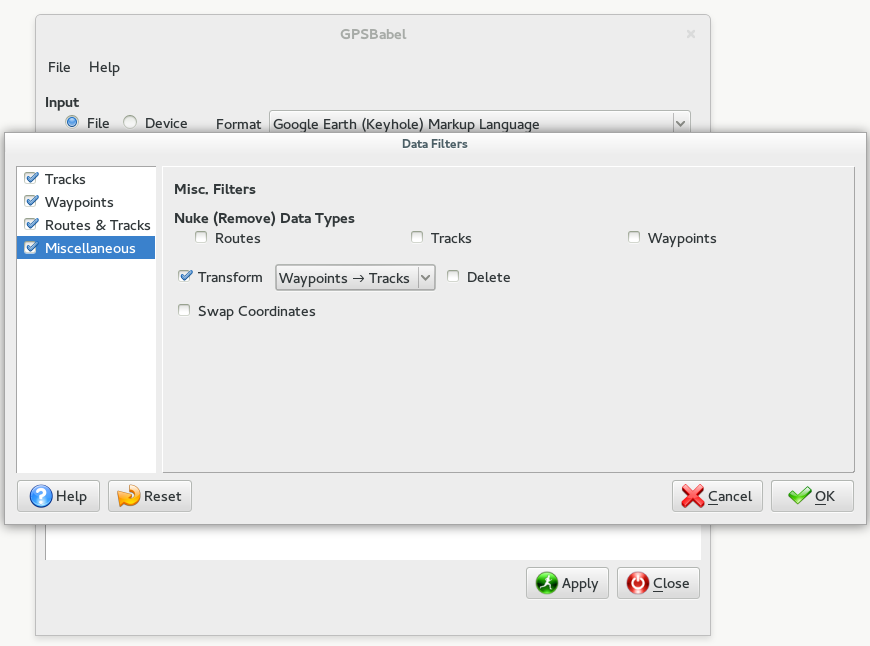 GPSBabel
File Help
Input
File Device Format Google Earth (Keyhole) Markup Language
Data Filters
Tracks
Waypoints
Routes & Tracks
Miscellaneous
Misc. Filters
Nuke (Remove) Data Types
Routes Tracks Waypoints
Transform Waypoints → Tracks Delete
Swap Coordinates
Help Reset Cancel OK
Apply Close